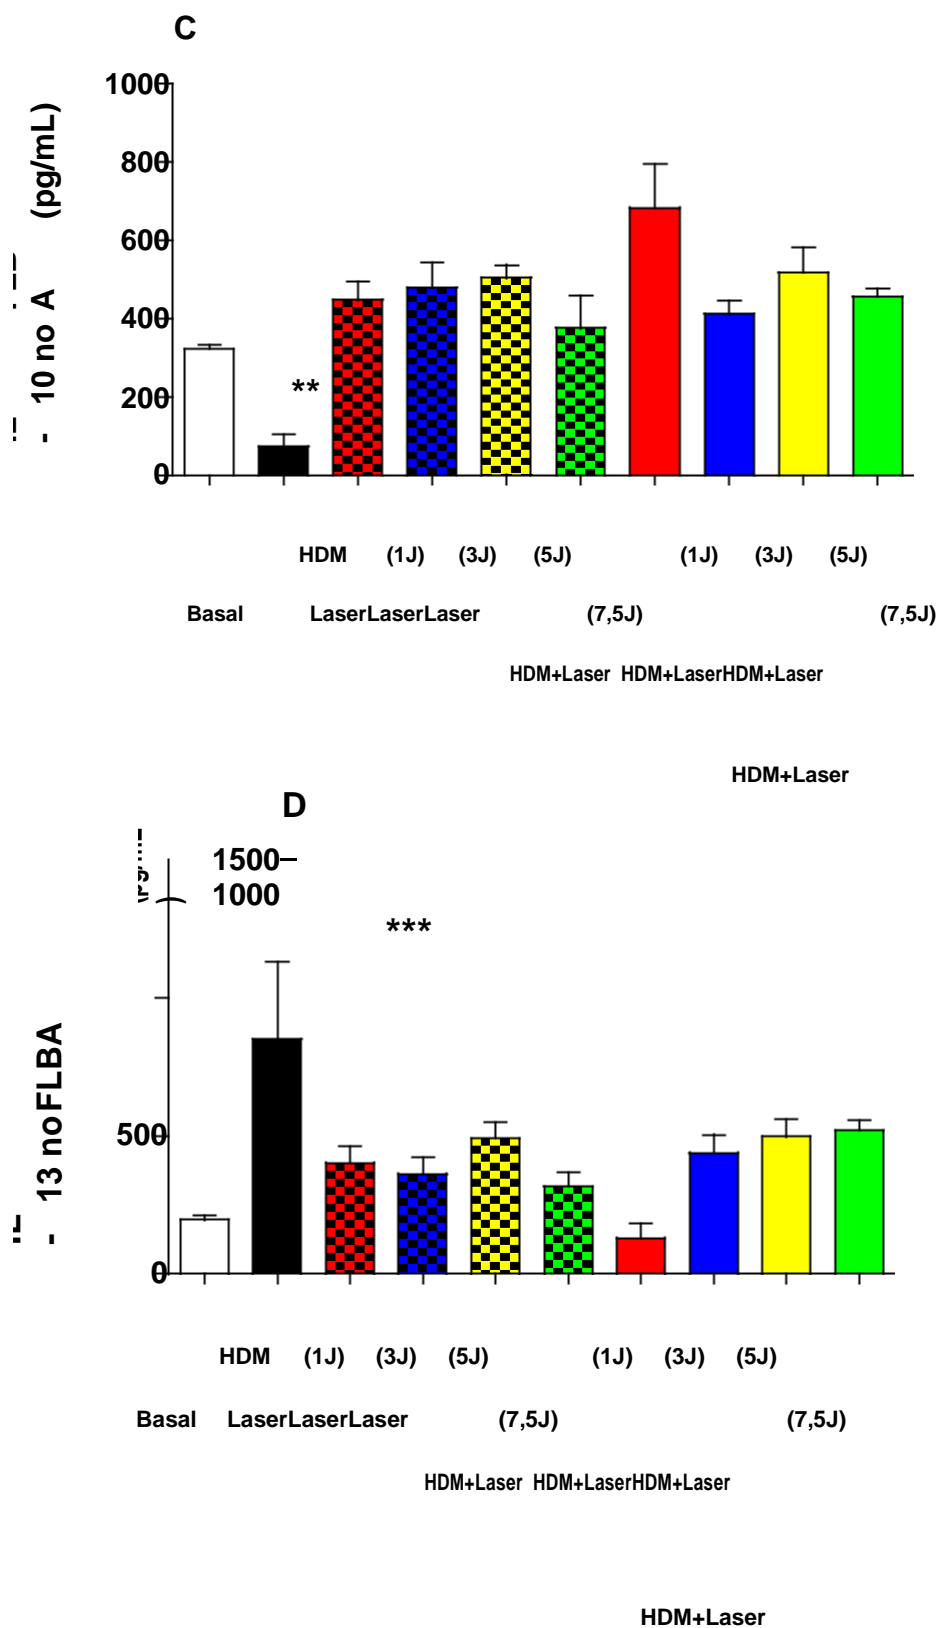 C
1000
800
600
400
200
0
- 10 no A (pg/mL)
**
HDM (1J) (3J) (5J) (1J) (3J) (5J)
Basal LaserLaserLaser (7,5J) (7,5J)
HDM+Laser HDM+LaserHDM+Laser
HDM+Laser
D
1500
1000
***
500
0
- 13 noFLBA
HDM (1J) (3J) (5J) (1J) (3J) (5J)
Basal LaserLaserLaser (7,5J) (7,5J)
HDM+Laser HDM+LaserHDM+Laser
HDM+Laser